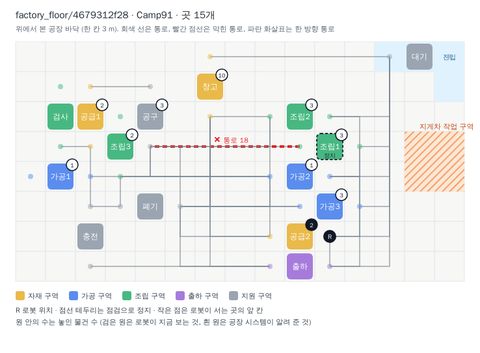 factory_floor/4679312f28 · Camp91 · 곳 15개
위에서 본 공장 바닥 (한 칸 3 m). 회색 선은 통로, 빨간 점선은 막힌 통로, 파란 화살표는 한 방향 통로
대기
진입
10
창고
2
3
3
검사
공급1
공구
조립2
지게차 작업 구역
2
✕ 통로 18
3
조립3
조립1
1
1
가공1
가공2
3
폐기
가공3
2
충전
공급2
R
출하
자재 구역
가공 구역
조립 구역
출하 구역
지원 구역
R 로봇 위치 · 점선 테두리는 점검으로 정지 · 작은 점은 로봇이 서는 곳의 앞 칸
원 안의 수는 놓인 물건 수 (검은 원은 로봇이 지금 보는 것, 흰 원은 공장 시스템이 알려 준 것)